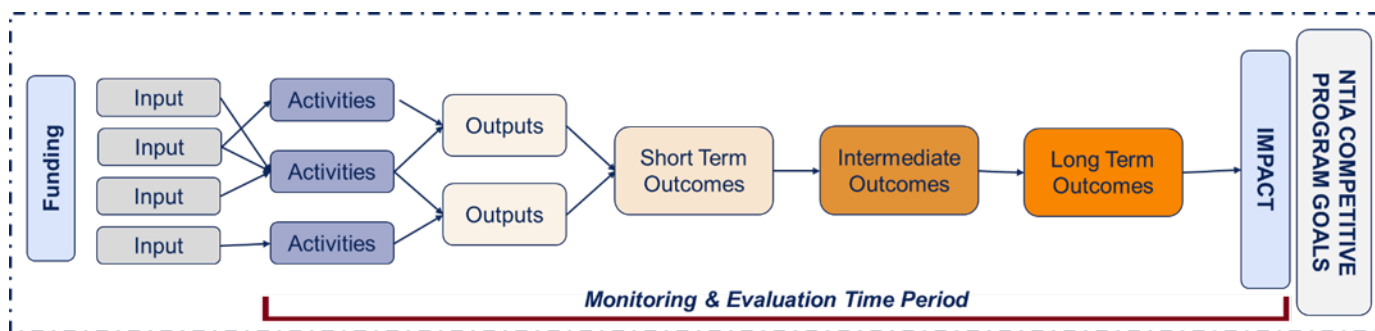 Funding
Input
Input
Input
Input
Activities
Activities
Activities
Outputs
Outputs
Short Term
Outcomes
Intermediate
Outcomes
Long Term
Outcomes
IMPACT
NTIA COMPETITIVE
PROGRAM GOALS
Monitoring & Evaluation Time Period